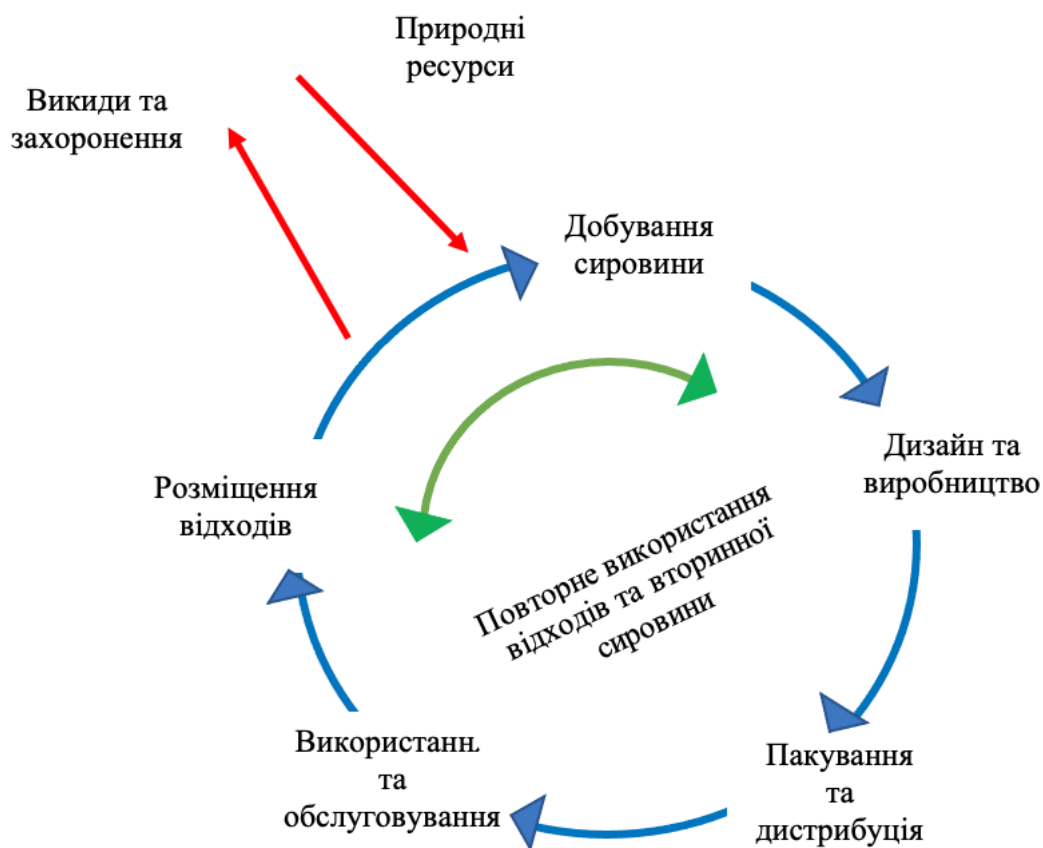 Природні
ресурси
Викиди та
захоронення
Добування
сировини
Дизайн та
виробництво
Розміщення
відходів
Повторне використання
відходів та вторинної
сировини
Використанн
та
обслуговування
Пакування
та
дистрибуція